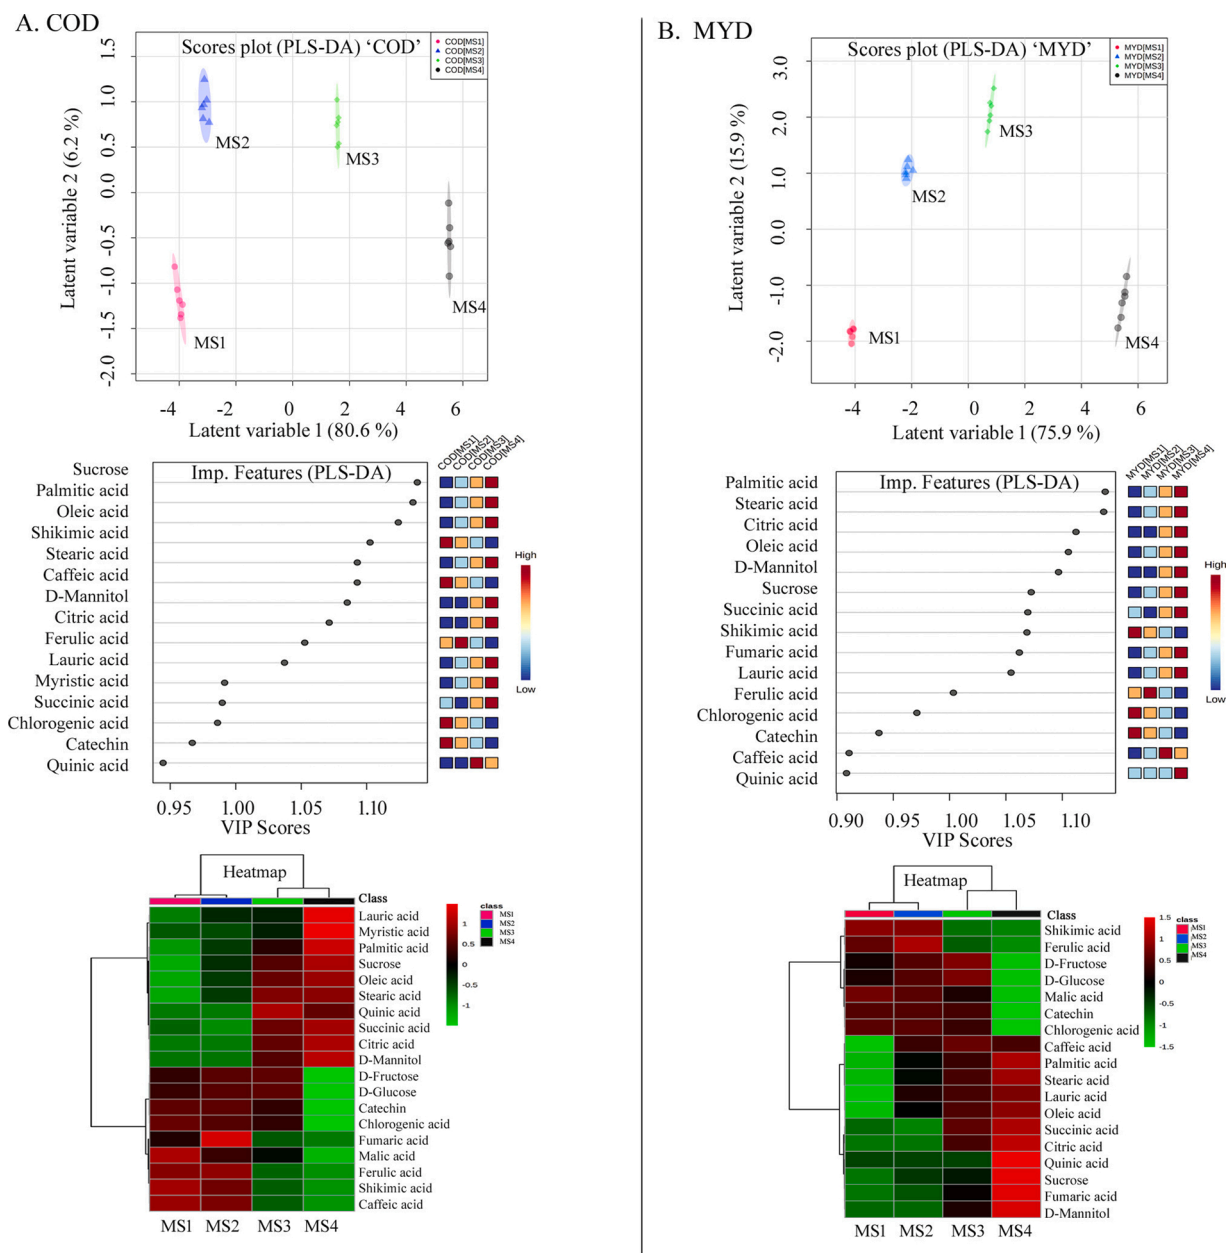 A. COD
Scores plot (PLS-DA) ‘COD’
COD[MS1]
COD[MS2]
COD[MS3]
COD[MS4]
Latent variable 2 (6.2 %)
1.5
1.0
0.5
0.0
-0.5
-1.0
-1.5
-2.0
MS2
MS3
MS4
MS1
-4 -2 0 2 4 6
Latent variable 1 (80.6 %)
Imp. Features (PLS-DA)
COD[MS1] COD[MS2] COD[MS3] COD[MS4]
Sucrose
Palmitic acid
Oleic acid
Shikimic acid
Stearic acid
Caffeic acid
D-Mannitol
Citric acid
Ferulic acid
Lauric acid
Myristic acid
Succinic acid
Chlorogenic acid
Catechin
Quinic acid
High
Low
0.95 1.00 1.05 1.10
VIP Scores
Heatmap
Class
Lauric acid
Myristic acid
Palmitic acid
Sucrose
Oleic acid
Stearic acid
Quinic acid
Succinic acid
Citric acid
D-Mannitol
D-Fructose
D-Glucose
Catechin
Chlorogenic acid
Fumaric acid
Malic acid
Ferulic acid
Shikimic acid
Caffeic acid
1
0.5
0
-0.5
-1
class
MS1
MS2
MS3
MS4
MS1 MS2 MS3 MS4
B. MYD
Scores plot (PLS-DA) ‘MYD’
MYD[MS1]
MYD[MS2]
MYD[MS3]
MYD[MS4]
Latent variable 2 (15.9 %)
3.0
2.0
1.0
0.0
-1.0
-2.0
MS3
MS2
MS1
MS4
-4 -2 0 2 4 6
Latent variable 1 (75.9 %)
Imp. Features (PLS-DA)
MYD[MS1] MYD[MS2] MYD[MS3] MYD[MS4]
Palmitic acid
Stearic acid
Citric acid
Oleic acid
D-Mannitol
Sucrose
Succinic acid
Shikimic acid
Fumaric acid
Lauric acid
Ferulic acid
Chlorogenic acid
Catechin
Caffeic acid
Quinic acid
High
Low
0.90 0.95 1.00 1.05 1.10
VIP Scores
Heatmap
Class
Shikimic acid
Ferulic acid
D-Fructose
D-Glucose
Malic acid
Catechin
Chlorogenic acid
Caffeic acid
Palmitic acid
Stearic acid
Lauric acid
Oleic acid
Succinic acid
Citric acid
Quinic acid
Sucrose
Fumaric acid
D-Mannitol
1.5
1
0.5
0
-0.5
-1
-1.5
class
MS1
MS2
MS3
MS4
MS1 MS2 MS3 MS4